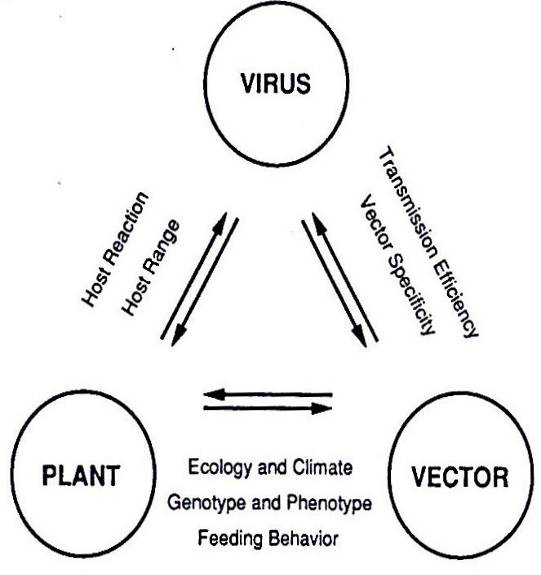 VIRUS
Host Reaction
Host Range
Transmission Efficiency
Vector Specificity
PLANT
VECTOR
Ecology and Climate
Genotype and Phenotype
Feeding Behavior